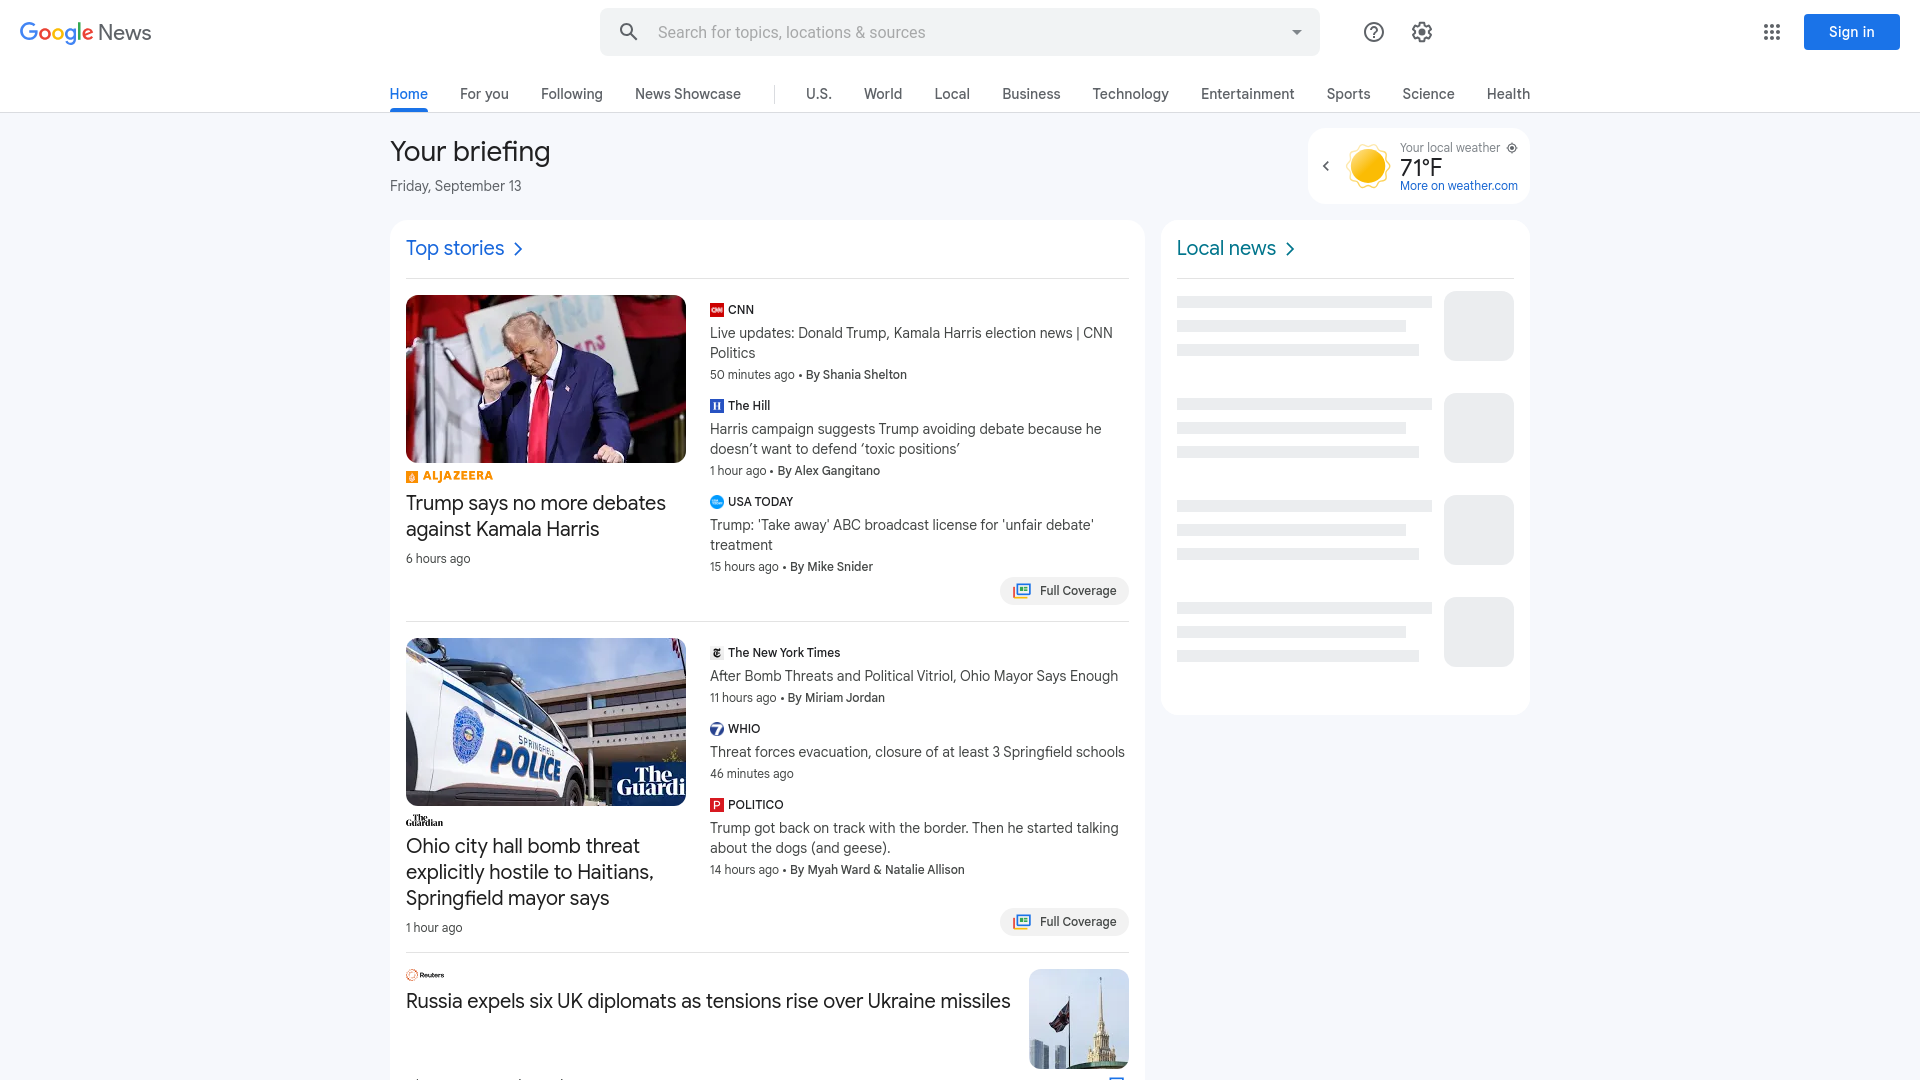 Google News
Search for topics, locations & sources
Sign in
Home
For you
Following
News Showcase
U.S.
World
Local
Business
Technology
Entertainment
Sports
Science
Health
Your briefing
Friday, September 13
Your local weather
71°F
More on weather.com
Top stories
ALJAZEERA
Trump says no more debates
against Kamala Harris
6 hours ago
CNN
Live updates: Donald Trump, Kamala Harris election news | CNN
Politics
50 minutes ago • By Shania Shelton
The Hill
Harris campaign suggests Trump avoiding debate because he
doesn’t want to defend ‘toxic positions’
1 hour ago • By Alex Gangitano
USA TODAY
Trump: 'Take away' ABC broadcast license for 'unfair debate'
treatment
15 hours ago • By Mike Snider
Full Coverage
SPRINGFIELD
POLICE
The
Guardi
The
Guardian
Ohio city hall bomb threat
explicitly hostile to Haitians,
Springfield mayor says
1 hour ago
The New York Times
After Bomb Threats and Political Vitriol, Ohio Mayor Says Enough
11 hours ago • By Miriam Jordan
WHIO
Threat forces evacuation, closure of at least 3 Springfield schools
46 minutes ago
POLITICO
Trump got back on track with the border. Then he started talking
about the dogs (and geese).
14 hours ago • By Myah Ward & Natalie Allison
Full Coverage
Reuters
Russia expels six UK diplomats as tensions rise over Ukraine missiles
Local news